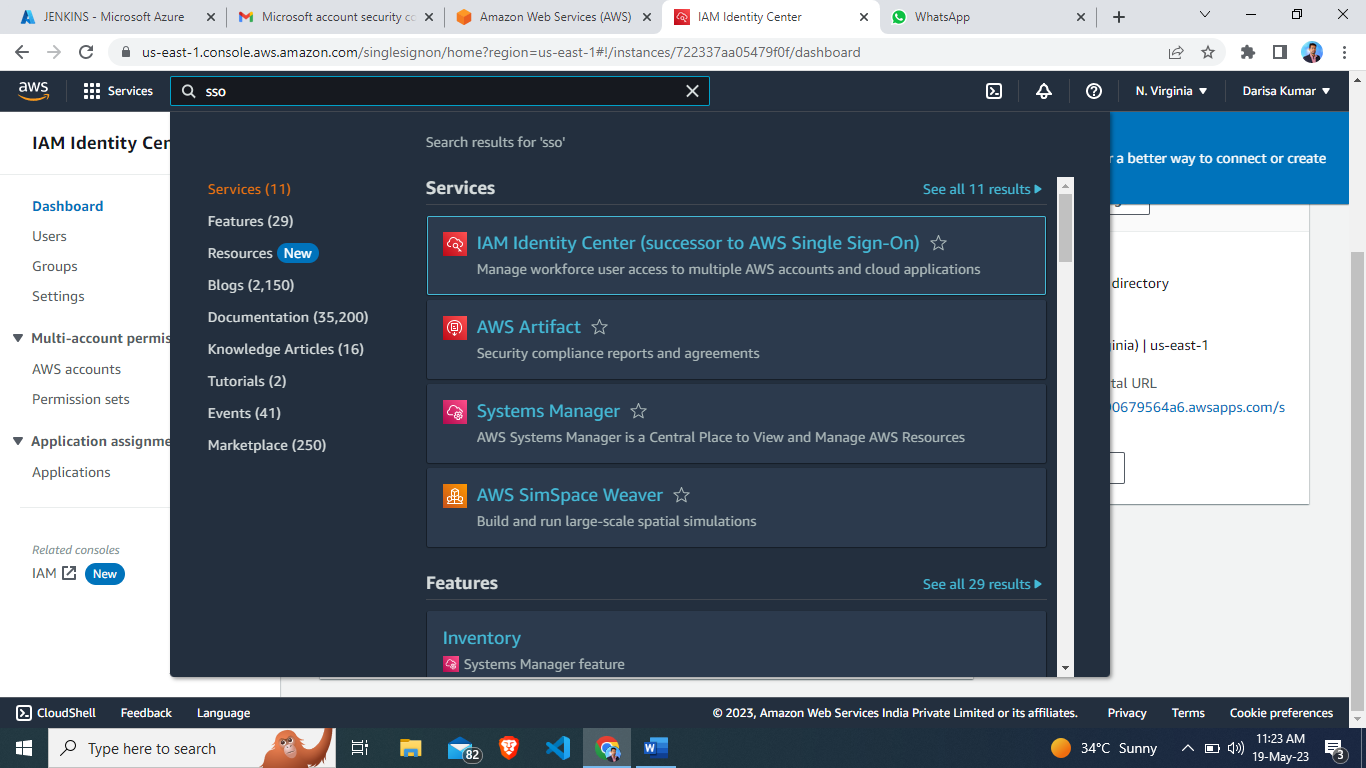 JENKINS - Microsoft Azure
Microsoft account security co
Amazon Web Services (AWS)
IAM Identity Center
WhatsApp
us-east-1.console.aws.amazon.com/singlesignon/home?region=us-east-1#!/instances/722337aa05479f0f/dashboard
aws
Services
sso
N. Virginia
Darisa Kumar
IAM Identity Cen
Dashboard
Users
Groups
Settings
Multi-account permis
AWS accounts
Permission sets
Application assignme
Applications
Related consoles
IAM New
Search results for 'sso'
Services (11)
Features (29)
Resources New
Blogs (2,150)
Documentation (35,200)
Knowledge Articles (16)
Tutorials (2)
Events (41)
Marketplace (250)
Services
See all 11 results
IAM Identity Center (successor to AWS Single Sign-On)
Manage workforce user access to multiple AWS accounts and cloud applications
AWS Artifact
Security compliance reports and agreements
Systems Manager
AWS Systems Manager is a Central Place to View and Manage AWS Resources
AWS SimSpace Weaver
Build and run large-scale spatial simulations
Features
See all 29 results
Inventory
Systems Manager feature
a better way to connect or create
directory
inia) | us-east-1
tal URL
00679564a6.awsapps.com/s
CloudShell
Feedback
Language
© 2023, Amazon Web Services India Private Limited or its affiliates.
Privacy
Terms
Cookie preferences
Type here to search
82
34°C Sunny
11:23 AM
19-May-23
3